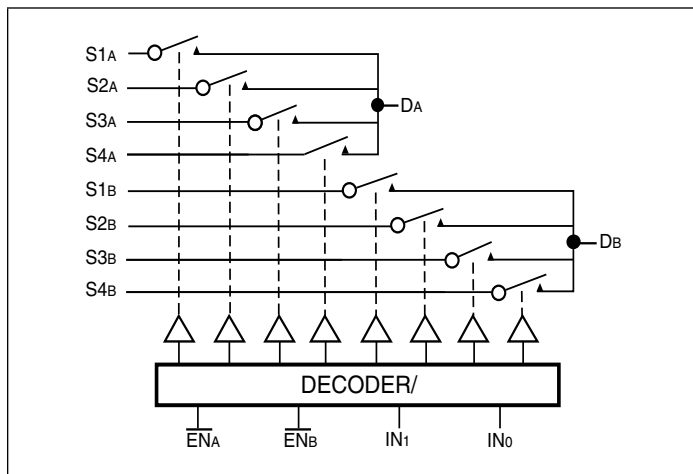 S1A
S2A
DA
S3A
S4A
S1B
S2B
DB
S3B
S4B
DECODER/
ENA ENB IN1 IN0